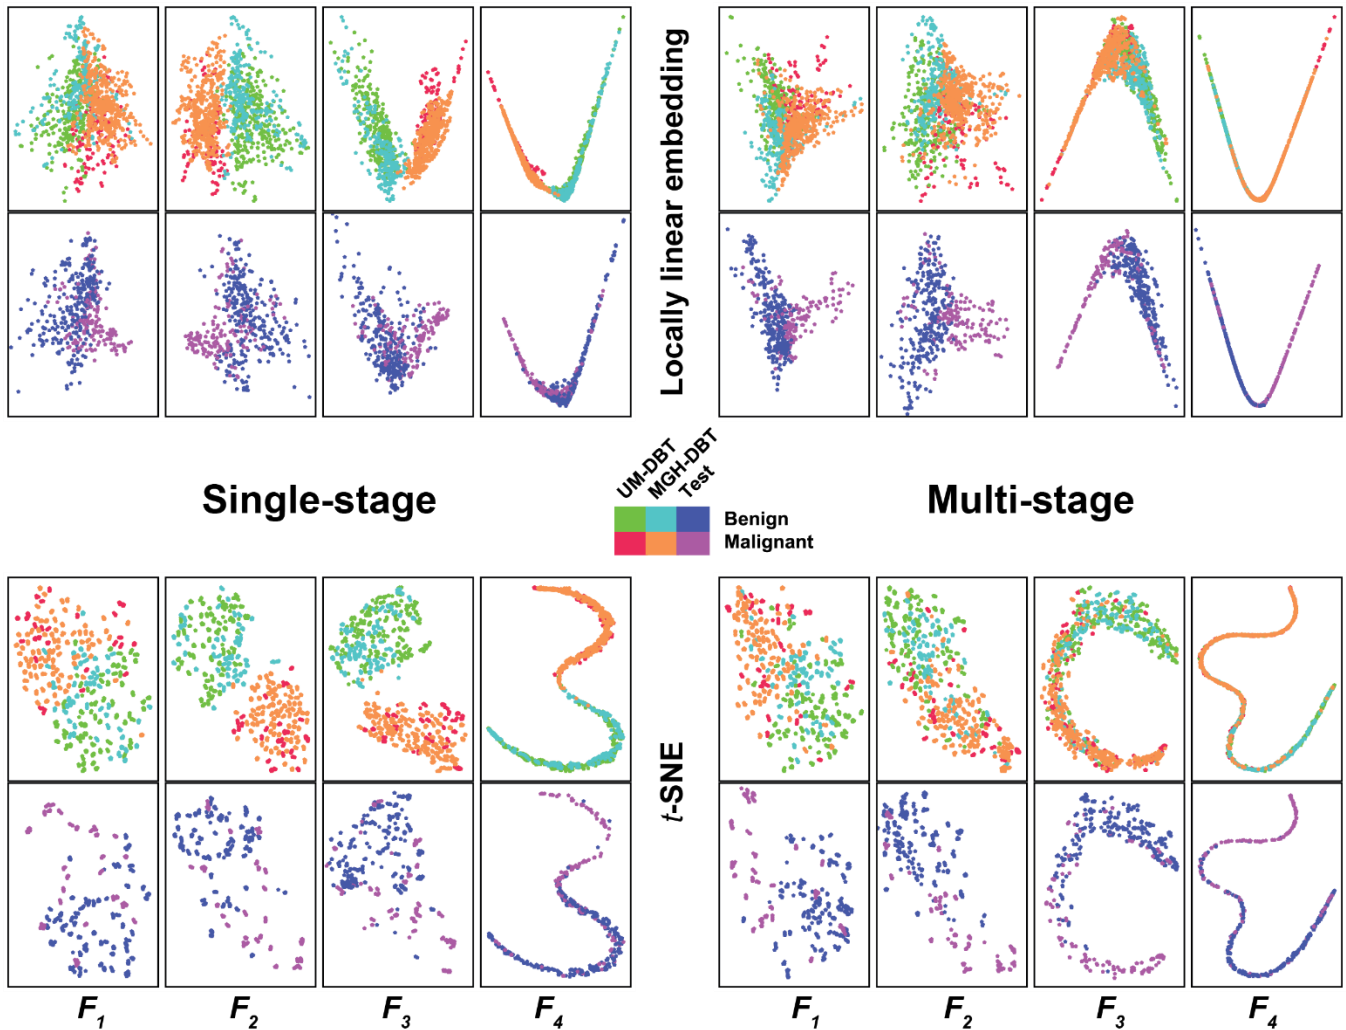 Locally linear embedding
Single-stage
UM-DBT
MGH-DBT
Test
Benign
Malignant
Multi-stage
t-SNE
F1 F2 F3 F4
F1 F2 F3 F4